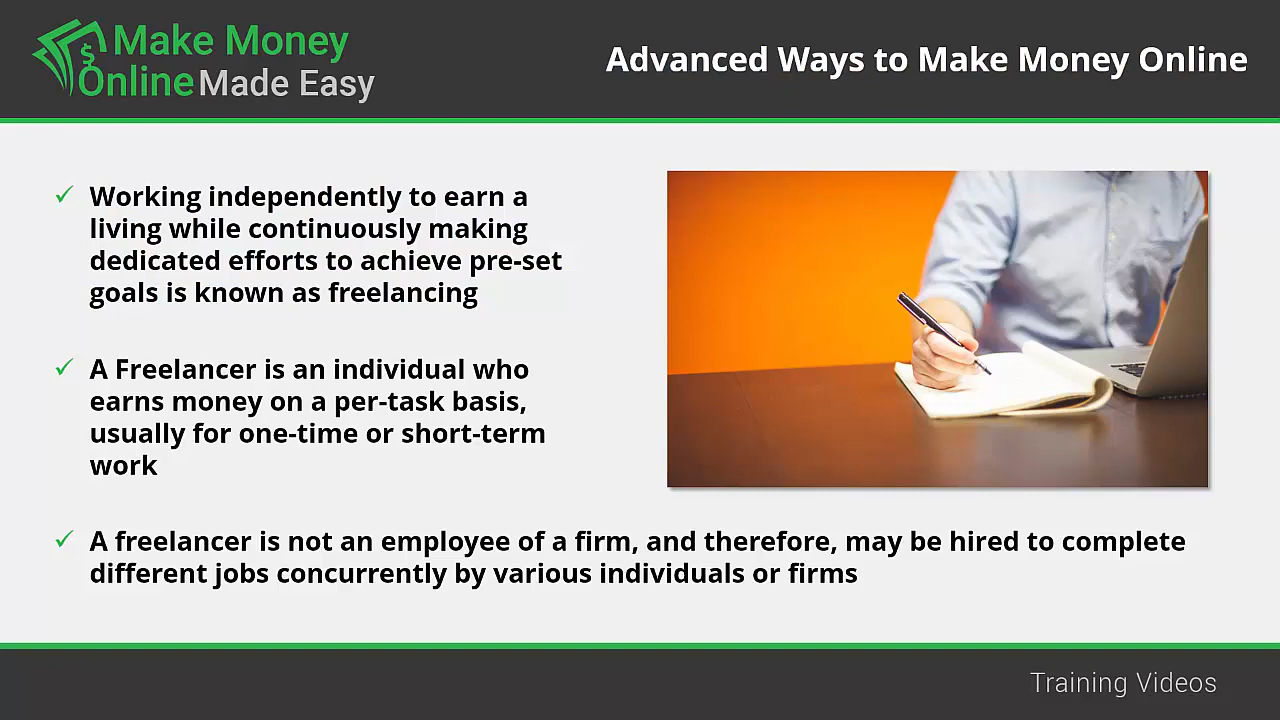 Make Money
Online Made Easy
Advanced Ways to Make Money Online
Working independently to earn a
living while continuously making
dedicated efforts to achieve pre-set
goals is known as freelancing
A Freelancer is an individual who
earns money on a per-task basis,
usually for one-time or short-term
work
A freelancer is not an employee of a firm, and therefore, may be hired to complete
different jobs concurrently by various individuals or firms
Training Videos